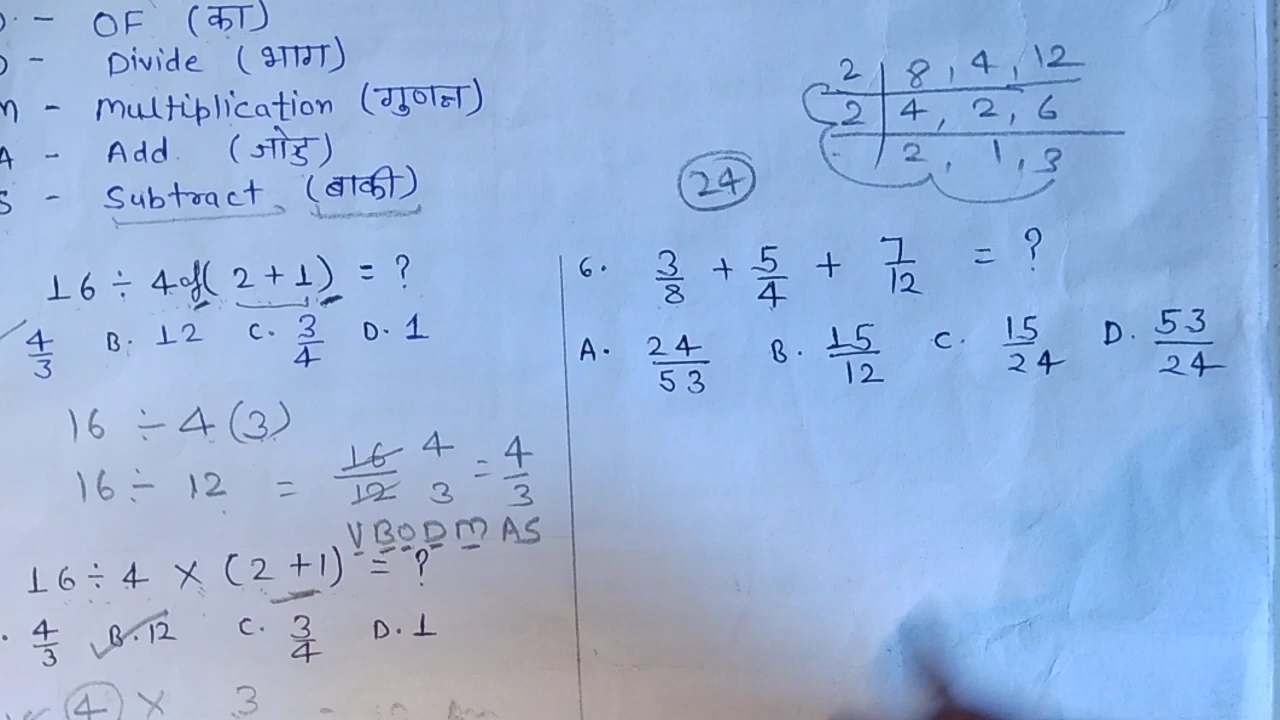 - OF (का)
- Divide (भाग)
- multiplication (गुणन)
A - Add. (जोड़)
S - Subtract (बाकी)
16 ÷ 4 of (2 + 1) = ?
4/3 B. 12 C. 3/4 D. 1
16 ÷ 4 (3)
16 ÷ 12 = 16/12 4 3 = 4/3
VBODMAS
16 ÷ 4 × (2 + 1) = ?
4/3 B. 12 C. 3/4 D. 1
4 × 3
2 | 8, 4, 12
2 | 4, 2, 6
2, 1, 3
24
6. 3/8 + 5/4 + 7/12 = ?
A. 24/53 B. 15/12 C. 15/24 D. 53/24